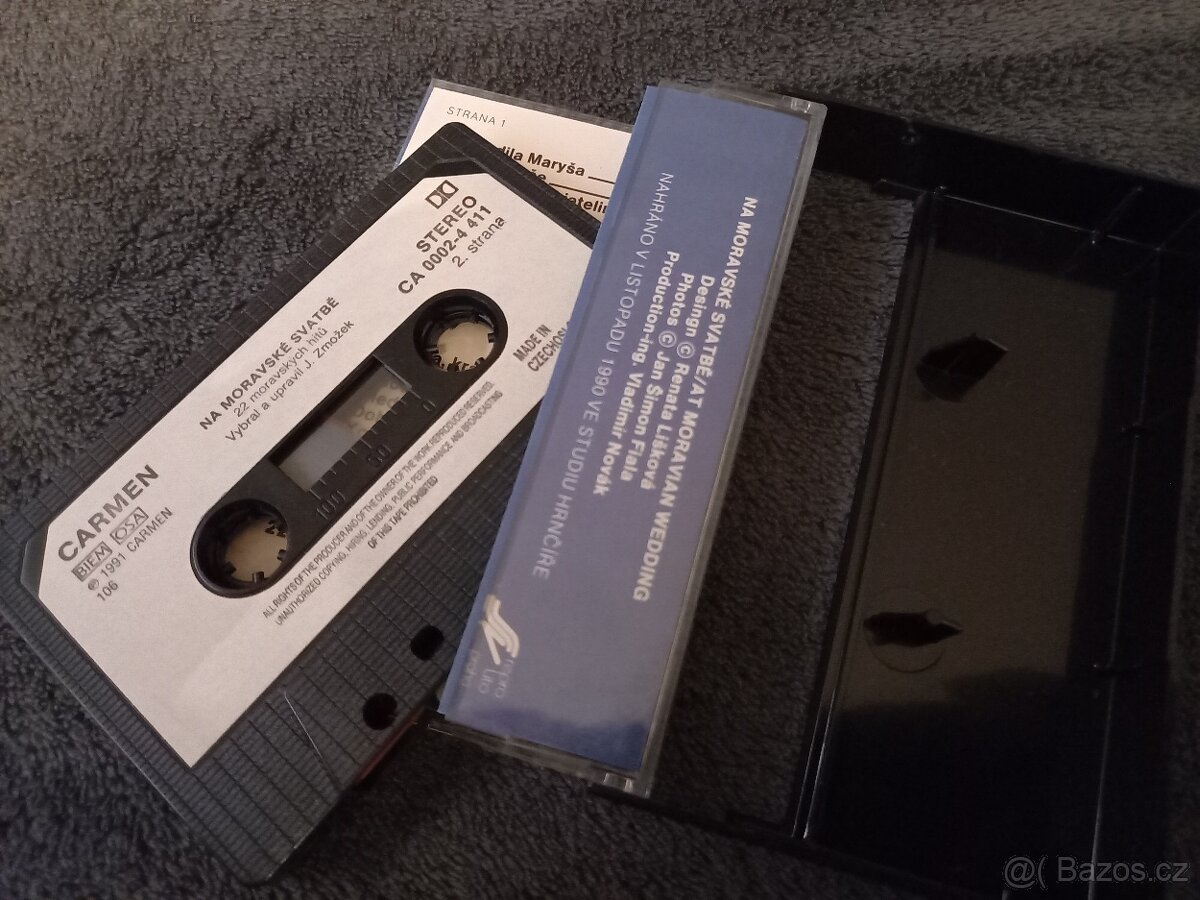 STRANA 1
Maryša
STEREO
CA 0002-4 411
2. strana
NA MORAVSKÉ SVATBĚ
22 moravských hitů
Vybral a upravil J. Zmožek
MADE IN
CARMEN
BIEM OSA
℗ 1991 CARMEN
106
100 50 0
ALL RIGHTS OF THE PRODUCER AND OF THE OWNER OF THE WORK REPRODUCED RESERVED.
UNAUTHORIZED COPYING, HIRING, LENDING, PUBLIC PERFORMANCE AND BROADCASTING
OF THIS TAPE PROHIBITED
NA MORAVSKÉ SVATBĚ/AT MORAVIAN WEDDING
Desingn © Renata Lišková
Photos © Jan Šimon Fiala
Production-ing. Vladimír Novák
NAHRÁNO V LISTOPADU 1990 VE STUDIU HRNČÍŘE
@( Bazos.cz